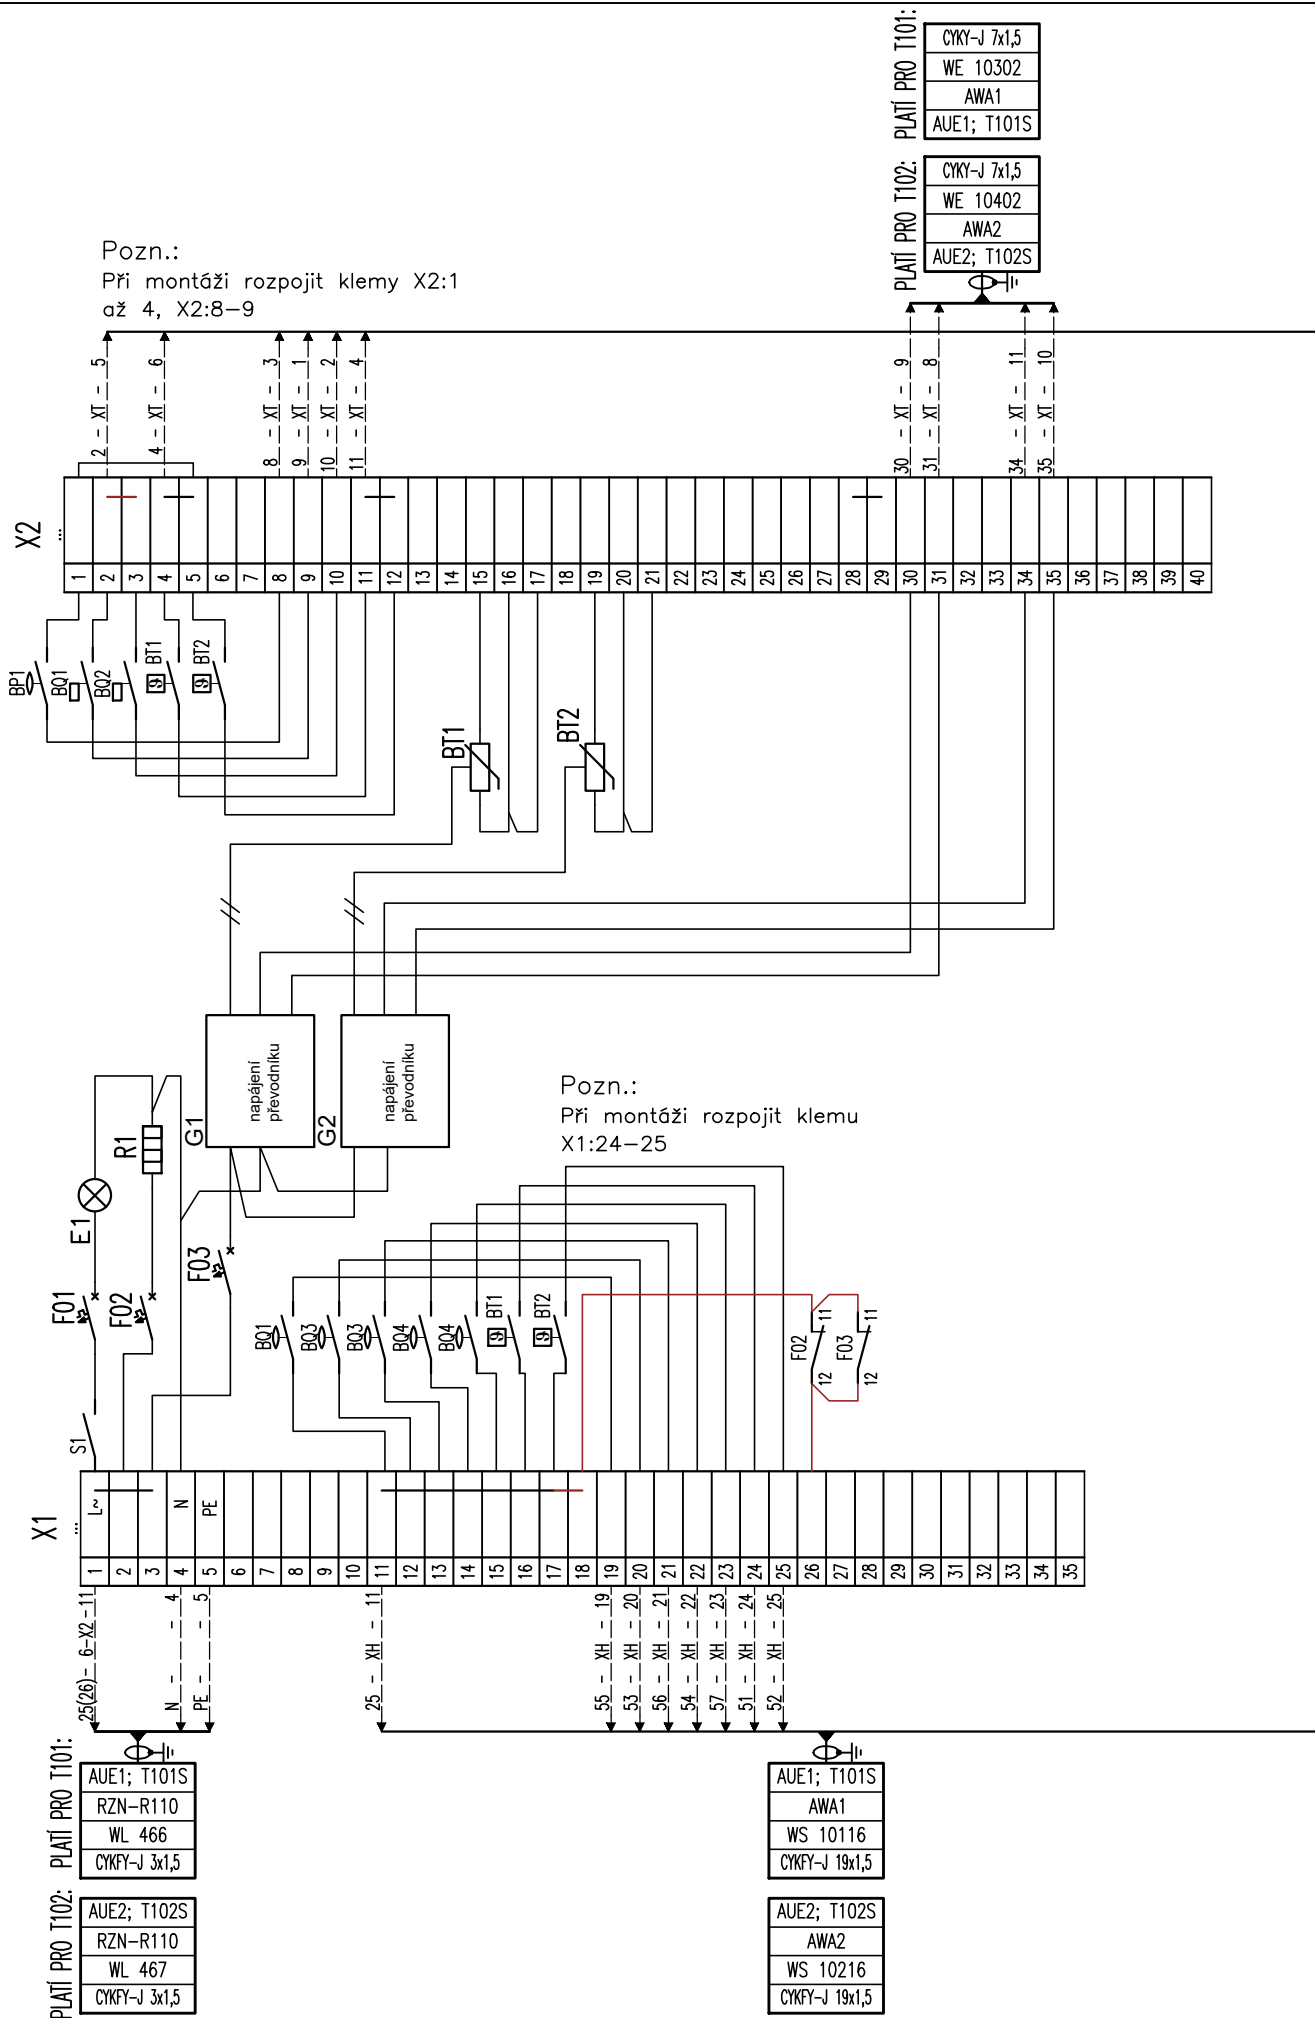 PLATÍ PRO T101:
CYKY-J 7x1,5
WE 10302
AWA1
AUE1; T101S
PLATÍ PRO T102:
CYKY-J 7x1,5
WE 10402
AWA2
AUE2; T102S
Pozn.:
Při montáži rozpojit klemy X2:1
až 4, X2:8-9
2 - XT - 5
4 - XT - 6
8 - XT - 3
9 - XT - 1
10 - XT - 2
11 - XT - 4
30 - XT - 9
31 - XT - 8
34 - XT - 11
35 - XT - 10
X2
...
1
2
3
4
5
6
7
8
9
10
11
12
13
14
15
16
17
18
19
20
21
22
23
24
25
26
27
28
29
30
31
32
33
34
35
36
37
38
39
40
BP1
BQ1
BQ2
BT1
BT2
BT1
BT2
G1
napájení
převodníku
G2
napájení
převodníku
Pozn.:
Při montáži rozpojit klemu
X1:24-25
R1
E1
F01
F02
F03
S1
BQ1
BQ3
BQ3
BQ4
BQ4
BT1
BT2
F02
11
12
F03
11
12
X1
...
L~
N
PE
1
2
3
4
5
6
7
8
9
10
11
12
13
14
15
16
17
18
19
20
21
22
23
24
25
26
27
28
29
30
31
32
33
34
35
25(26)- 6-X2-11
N - - 4
PE - - 5
25 - XH - 11
55 - XH - 19
53 - XH - 20
56 - XH - 21
54 - XH - 22
57 - XH - 23
51 - XH - 24
52 - XH - 25
PLATÍ PRO T101:
AUE1; T101S
RZN-R110
WL 466
CYKFY-J 3x1,5
AUE1; T101S
AWA1
WS 10116
CYKFY-J 19x1,5
PLATÍ PRO T102:
AUE2; T102S
RZN-R110
WL 467
CYKFY-J 3x1,5
AUE2; T102S
AWA2
WS 10216
CYKFY-J 19x1,5